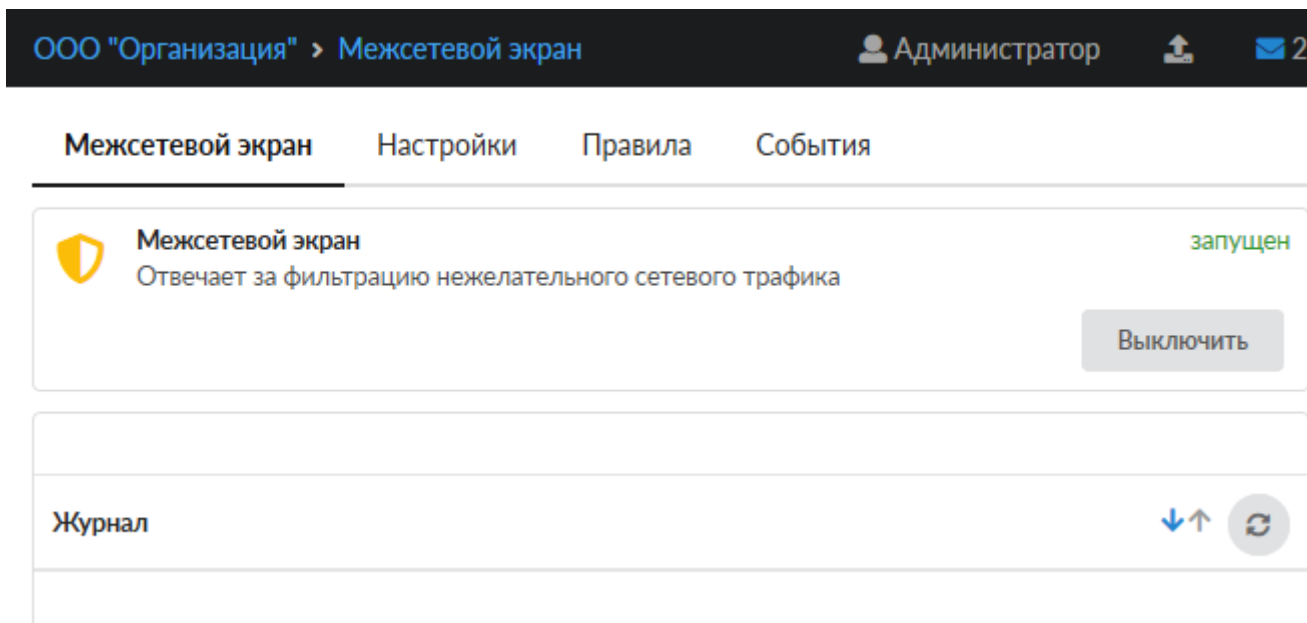 ООО "Организация" > Межсетевой экран Администратор 2
Межсетевой экран Настройки Правила События
Межсетевой экран запущен
Отвечает за фильтрацию нежелательного сетевого трафика
Выключить
Журнал